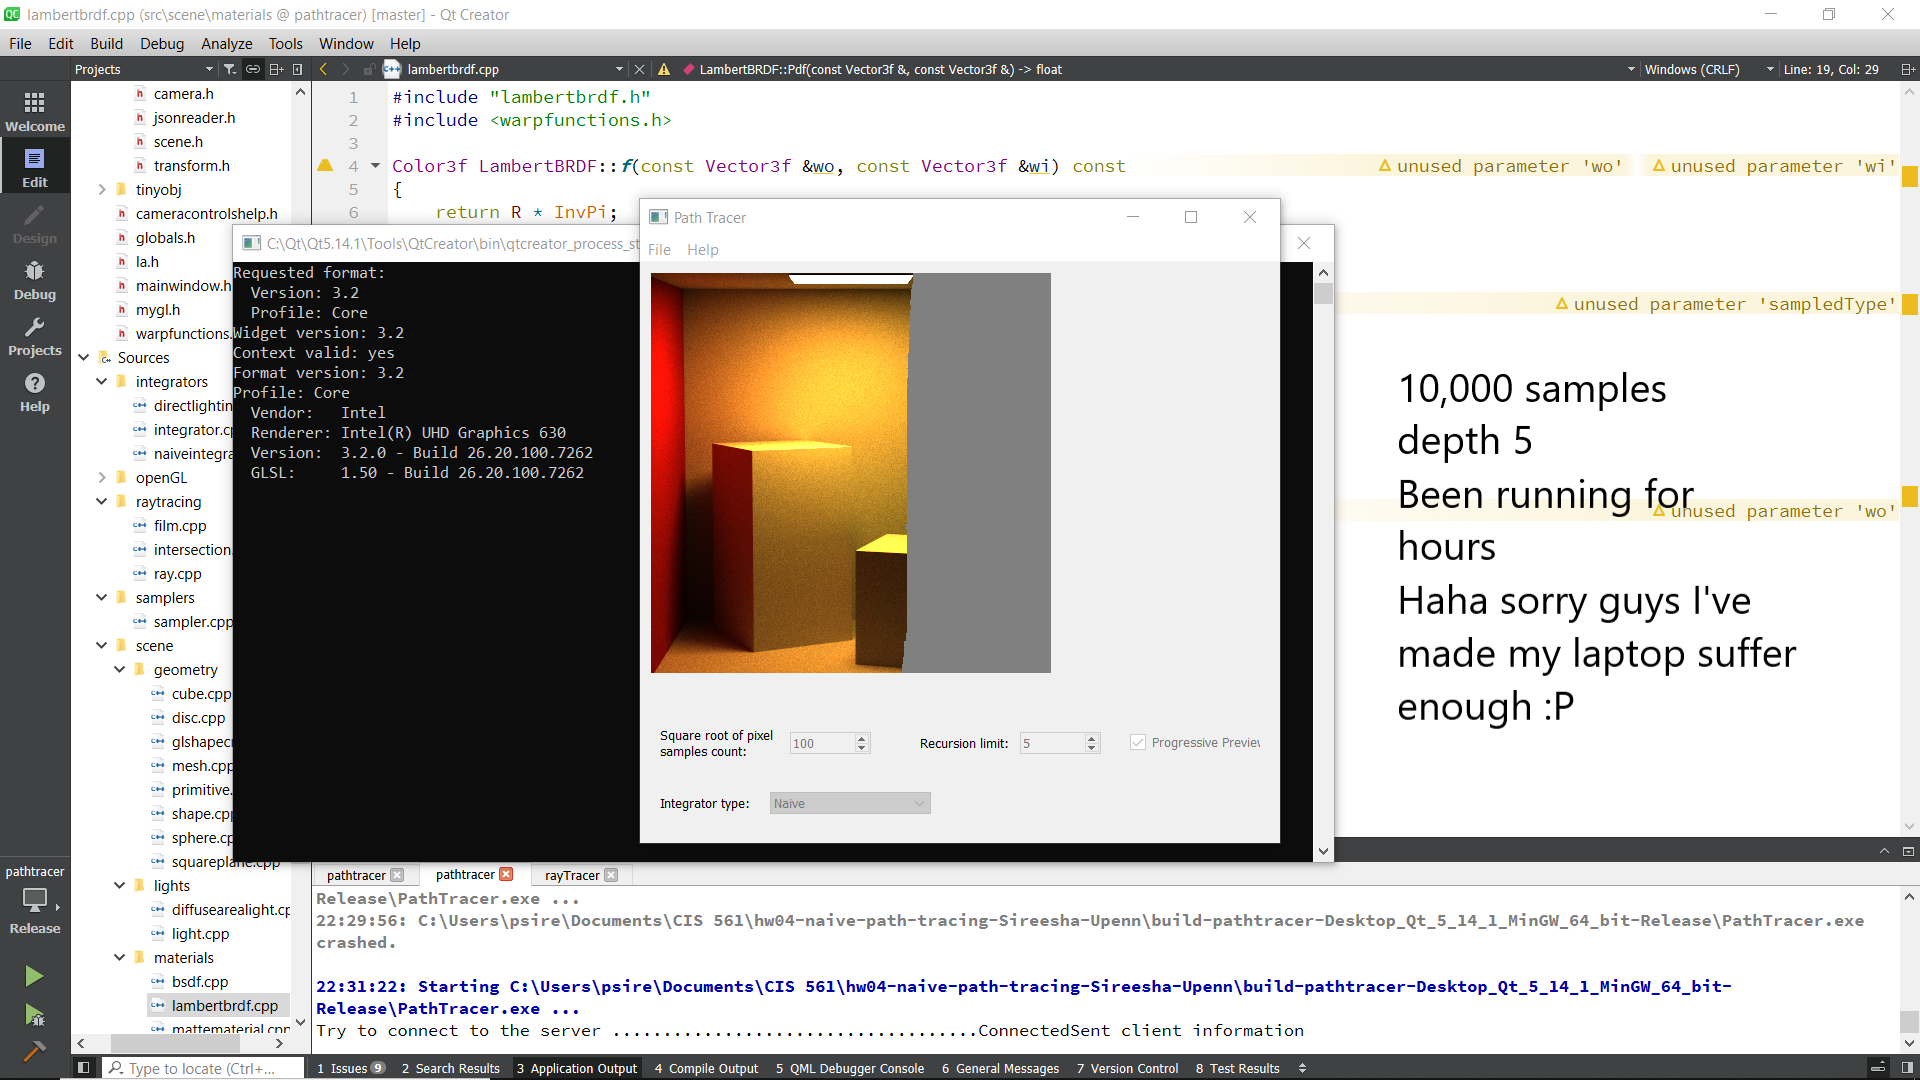 lambertbrdf.cpp (src\scene\materials @ pathtracer) [master] - Qt Creator
File Edit Build Debug Analyze Tools Window Help
Projects
lambertbrdf.cpp
LambertBRDF::Pdf(const Vector3f &, const Vector3f &) -> float
Windows (CRLF)
Line: 19, Col: 29
Welcome
Edit
Design
Debug
Projects
Help
pathtracer
Release
camera.h
jsonreader.h
scene.h
transform.h
tinyobj
cameracontrolshelp.h
globals.h
la.h
mainwindow.h
mygl.h
warpfunctions.
Sources
integrators
directlightin
integrator.cp
naiveintegra
openGL
raytracing
film.cpp
intersection.
ray.cpp
samplers
sampler.cpp
scene
geometry
cube.cpp
disc.cpp
glshapecr
mesh.cpp
primitive.
shape.cpp
sphere.cp
squareplane.cpp
lights
diffusearealight.cp
light.cpp
materials
bsdf.cpp
lambertbrdf.cpp
mattematerial.cpp
1 #include "lambertbrdf.h"
2 #include <warpfunctions.h>
3
4 Color3f LambertBRDF::f(const Vector3f &wo, const Vector3f &wi) const
unused parameter 'wo'
unused parameter 'wi'
5 {
6 return R * InvPi;
unused parameter 'sampledType'
unused parameter 'wo'
C:\Qt\Qt5.14.1\Tools\QtCreator\bin\qtcreator_process_st
Requested format:
Version: 3.2
Profile: Core
Widget version: 3.2
Context valid: yes
Format version: 3.2
Profile: Core
Vendor: Intel
Renderer: Intel(R) UHD Graphics 630
Version: 3.2.0 - Build 26.20.100.7262
GLSL: 1.50 - Build 26.20.100.7262
Path Tracer
File Help
Square root of pixel
samples count:
100
Recursion limit:
5
Progressive Previe
Integrator type:
Naive
10,000 samples
depth 5
Been running for
hours
Haha sorry guys I've
made my laptop suffer
enough :P
pathtracer
pathtracer
rayTracer
Release\PathTracer.exe ...
22:29:56: C:\Users\psire\Documents\CIS 561\hw04-naive-path-tracing-Sireesha-Upenn\build-pathtracer-Desktop_Qt_5_14_1_MinGW_64_bit-Release\PathTracer.exe
crashed.
22:31:22: Starting C:\Users\psire\Documents\CIS 561\hw04-naive-path-tracing-Sireesha-Upenn\build-pathtracer-Desktop_Qt_5_14_1_MinGW_64_bit-
Release\PathTracer.exe ...
Try to connect to the server ....................................ConnectedSent client information
Type to locate (Ctrl+...
1 Issues 9
2 Search Results
3 Application Output
4 Compile Output
5 QML Debugger Console
6 General Messages
7 Version Control
8 Test Results